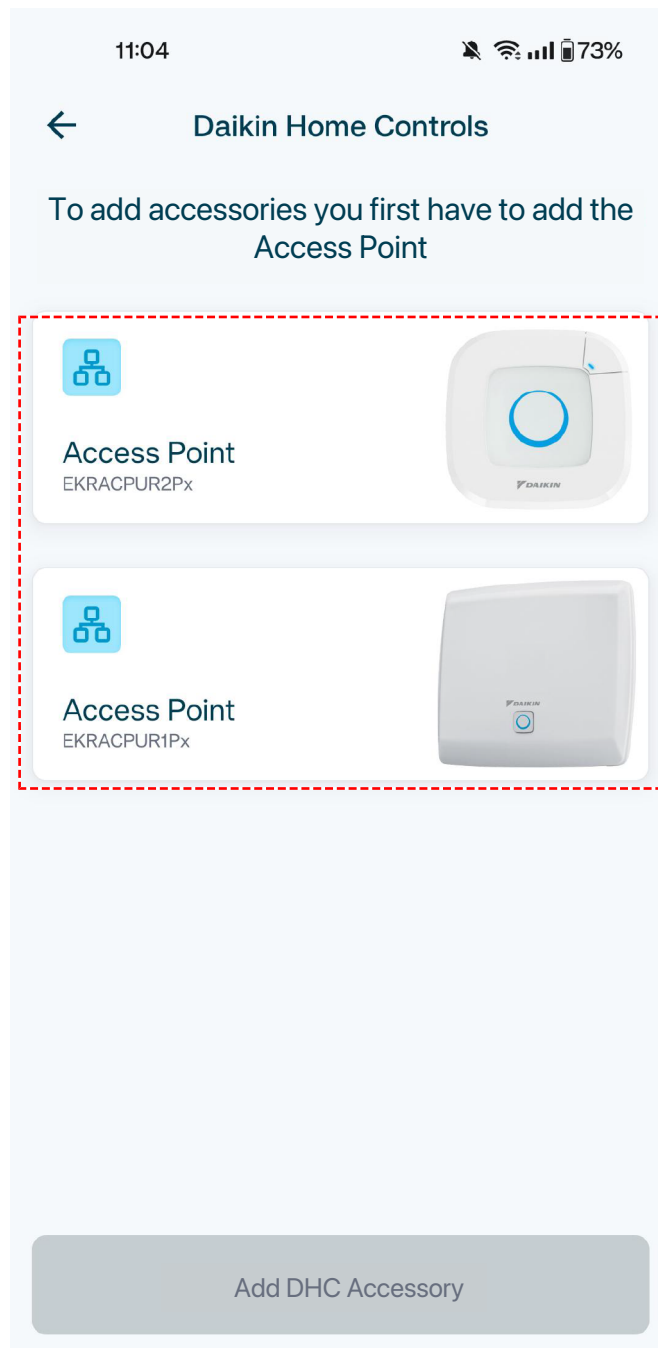 11:04 73%
Daikin Home Controls
To add accessories you first have to add the
Access Point
DAIKIN
Access Point
EKRACPUR2Px
DAIKIN
Access Point
EKRACPUR1Px
Add DHC Accessory